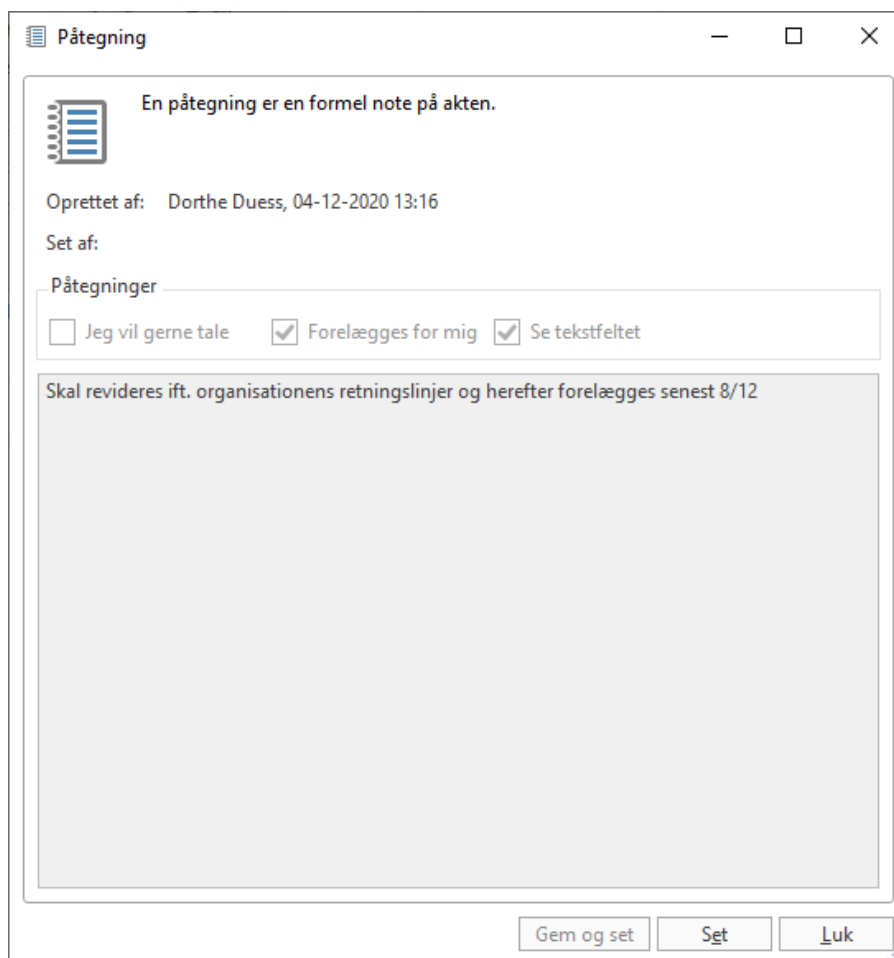 Påtegning
En påtegning er en formel note på akten.
Oprettet af: Dorthe Duess, 04-12-2020 13:16
Set af:
Påtegninger
Jeg vil gerne tale Forelægges for mig Se tekstfeltet
Skal revideres ift. organisationens retningslinjer og herefter forelægges senest 8/12
Gem og set Set Luk